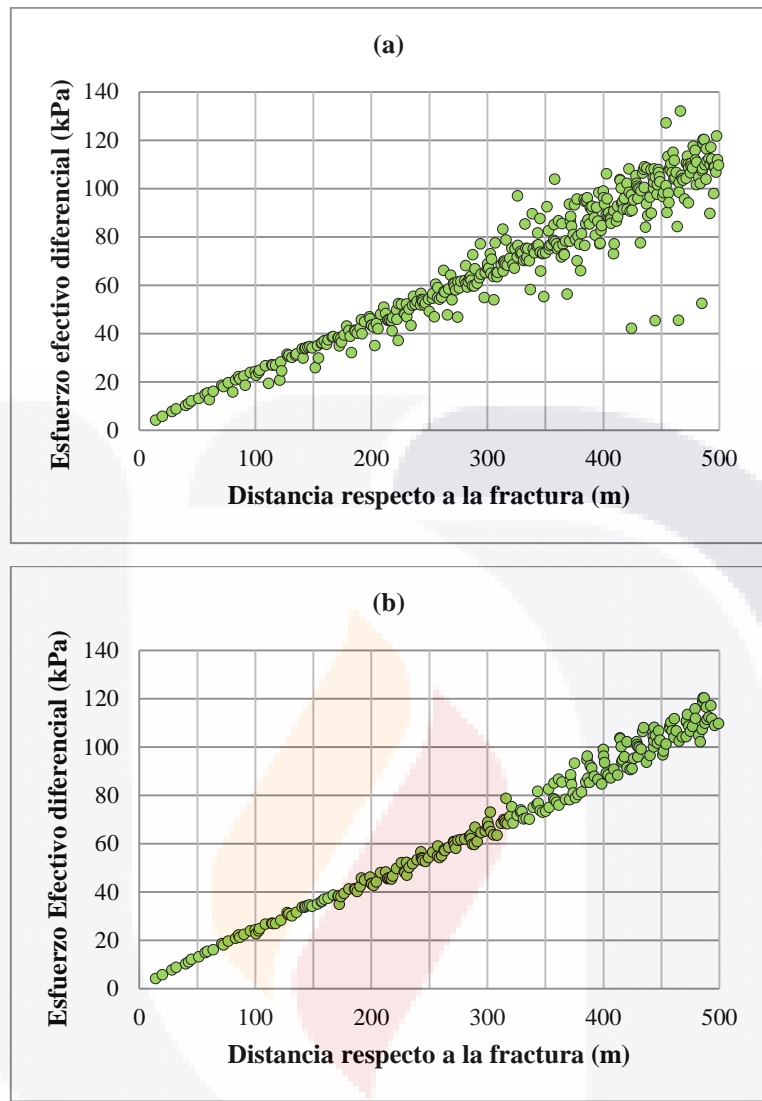 (a)
Esfuerzo efectivo diferencial (kPa)
140
120
100
80
60
40
20
0
0 100 200 300 400 500
Distancia respecto a la fractura (m)
(b)
Esfuerzo Efectivo diferencial (kPa)
140
120
100
80
60
40
20
0
0 100 200 300 400 500
Distancia respecto a la fractura (m)